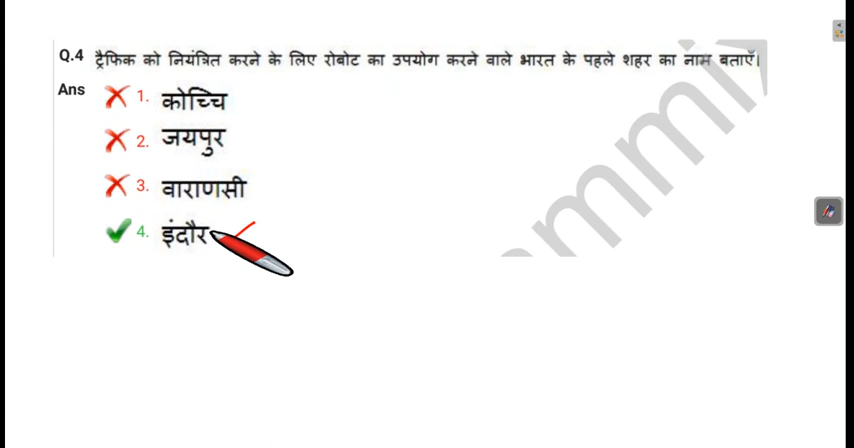 Q.4 ट्रैफिक को नियंत्रित करने के लिए रोबोट का उपयोग करने वाले भारत के पहले शहर का नाम बताएँ।
Ans
1. कोच्चि
2. जयपुर
3. वाराणसी
4. इंदौर